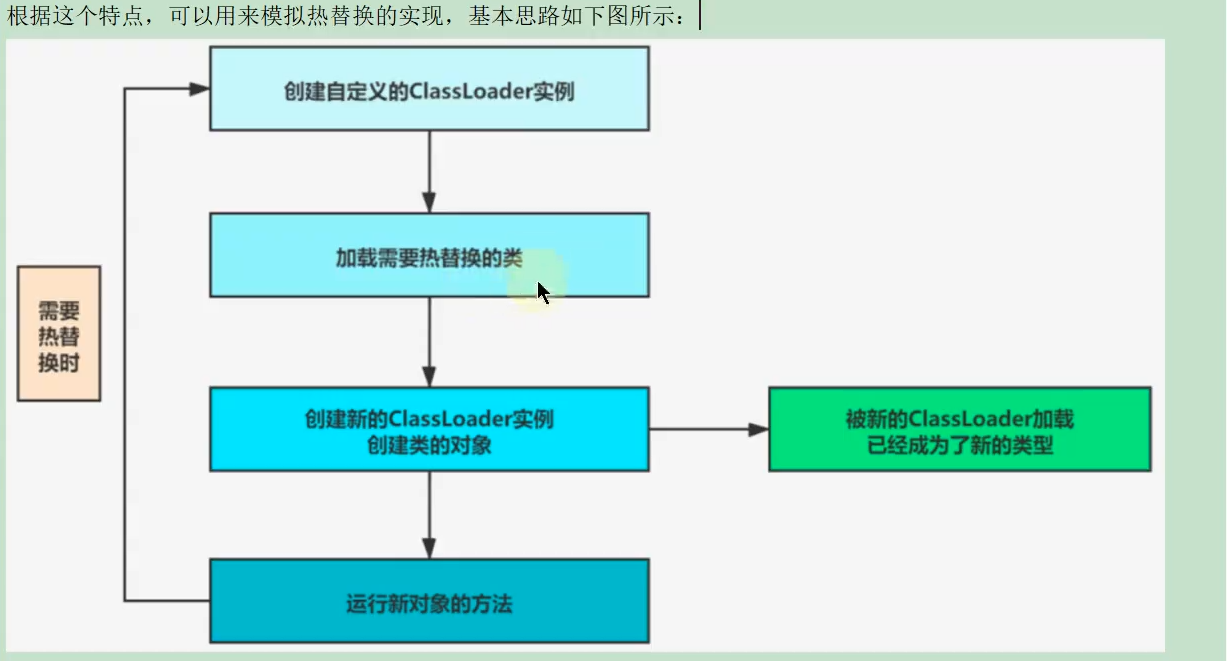 根据这个特点，可以用来模拟热替换的实现，基本思路如下图所示：
创建自定义的ClassLoader实例
加载需要热替换的类
需要
热替
换时
创建新的ClassLoader实例
创建类的对象
被新的ClassLoader加载
已经成为了新的类型
运行新对象的方法